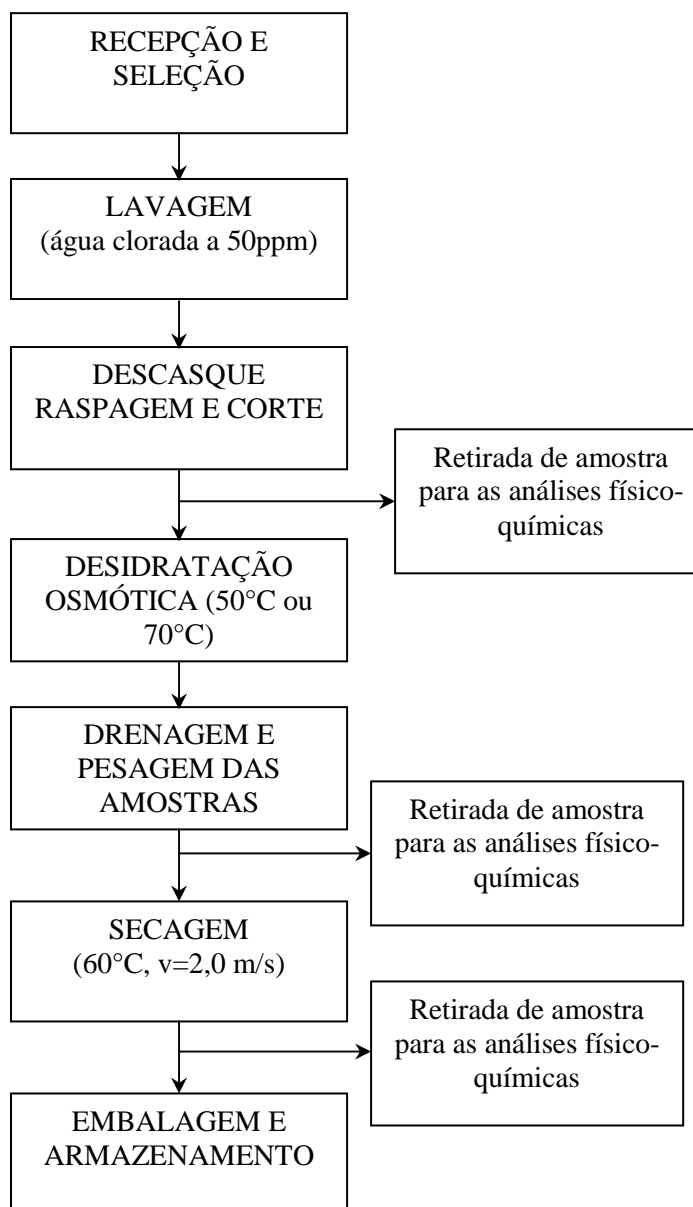 RECEPÇÃO E
SELEÇÃO
LAVAGEM
(água clorada a 50ppm)
DESCASQUE
RASPAGEM E CORTE
Retirada de amostra
para as análises físico-
químicas
DESIDRATAÇÃO
OSMÓTICA (50°C ou
70°C)
DRENAGEM E
PESAGEM DAS
AMOSTRAS
Retirada de amostra
para as análises físico-
químicas
SECAGEM
(60°C, v=2,0 m/s)
Retirada de amostra
para as análises físico-
químicas
EMBALAGEM E
ARMAZENAMENTO